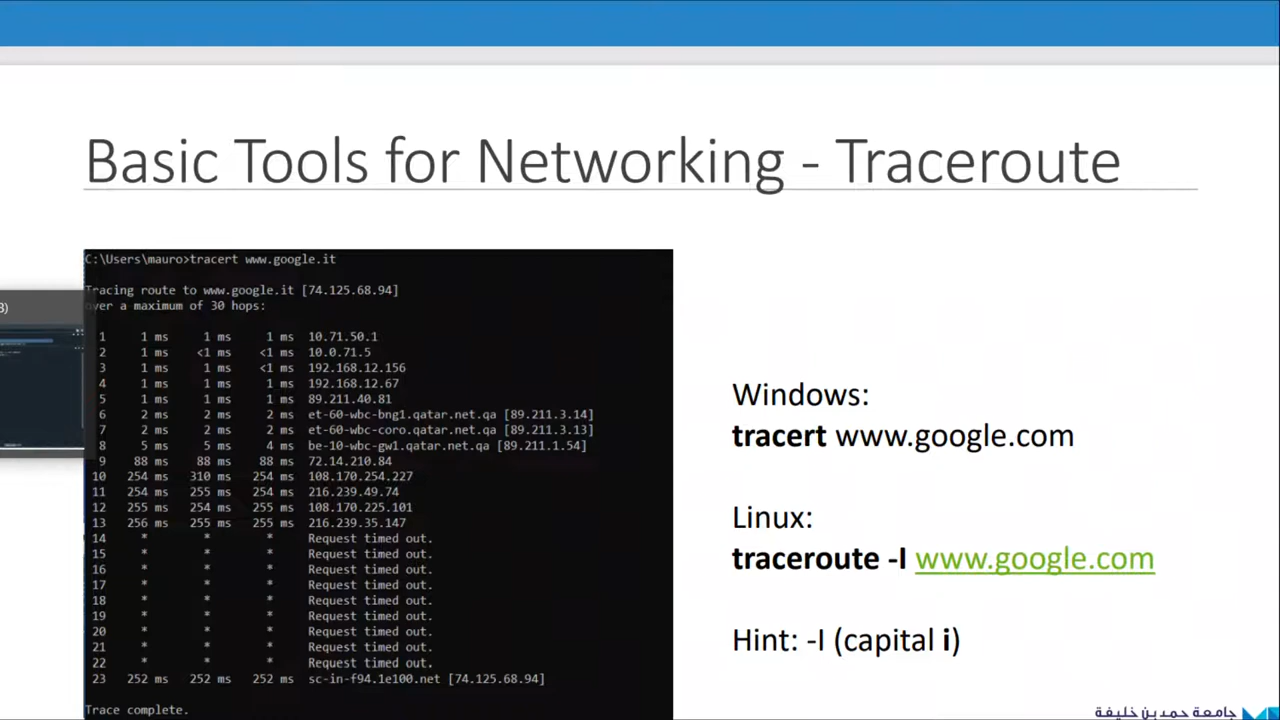 Basic Tools for Networking - Traceroute
C:\Users\mauro>tracert www.google.it
Tracing route to www.google.it [74.125.68.94]
over a maximum of 30 hops:
1 1 ms 1 ms 1 ms 10.71.50.1
2 1 ms <1 ms <1 ms 10.0.71.5
3 1 ms 1 ms <1 ms 192.168.12.156
4 1 ms 1 ms 1 ms 192.168.12.67
5 1 ms 1 ms 1 ms 89.211.40.81
6 2 ms 2 ms 2 ms et-60-wbc-bng1.qatar.net.qa [89.211.3.14]
7 2 ms 2 ms 2 ms et-60-wbc-coro.qatar.net.qa [89.211.3.13]
8 5 ms 5 ms 4 ms be-10-wbc-gw1.qatar.net.qa [89.211.1.54]
9 88 ms 88 ms 88 ms 72.14.210.84
10 254 ms 310 ms 254 ms 108.170.254.227
11 254 ms 255 ms 254 ms 216.239.49.74
12 255 ms 254 ms 255 ms 108.170.225.101
13 256 ms 255 ms 255 ms 216.239.35.147
14 * * * Request timed out.
15 * * * Request timed out.
16 * * * Request timed out.
17 * * * Request timed out.
18 * * * Request timed out.
19 * * * Request timed out.
20 * * * Request timed out.
21 * * * Request timed out.
22 * * * Request timed out.
23 252 ms 252 ms 252 ms sc-in-f94.1e100.net [74.125.68.94]
Trace complete.
3)
Windows:
tracert www.google.com
Linux:
traceroute -I www.google.com
Hint: -I (capital i)
جامعة حمد بن خليفة